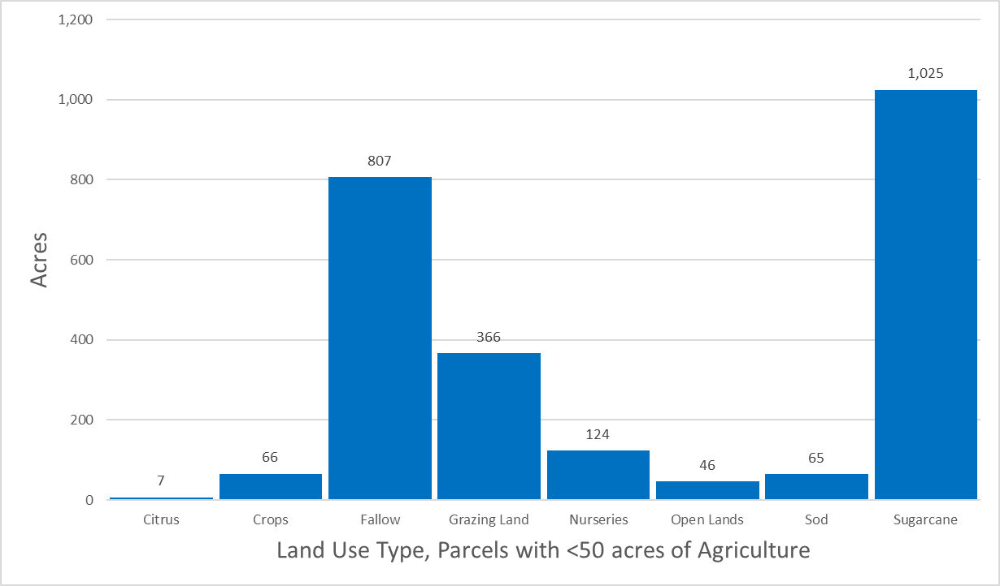 1,200
1,000
800
600
400
200
0
Acres
7
66
807
366
124
46
65
1,025
Citrus
Crops
Fallow
Grazing Land
Nurseries
Open Lands
Sod
Sugarcane
Land Use Type, Parcels with <50 acres of Agriculture